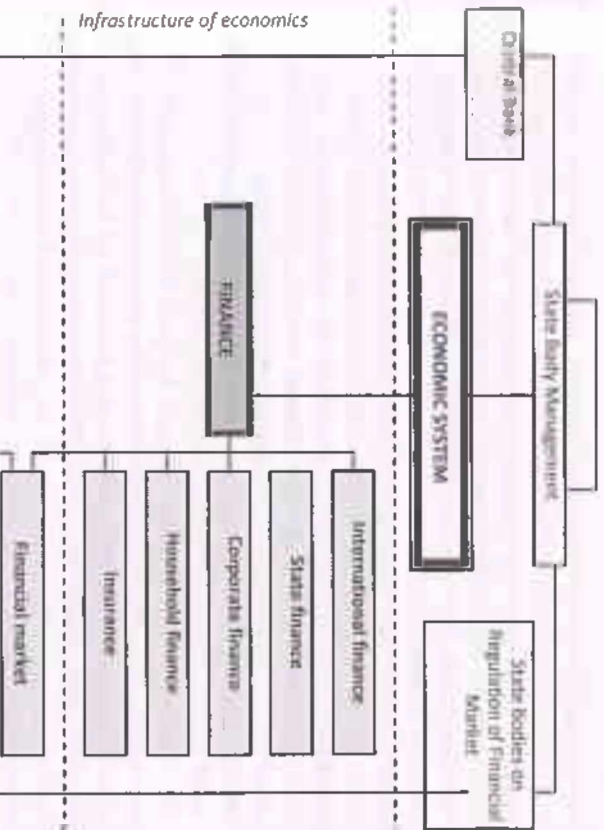 Infrastructure of economics
State Body Management
Central Bank
ECONOMIC SYSTEM
State Bodies on
Regulation of Financial
Market
FINANCE
International finance
State finance
Corporate finance
Household finance
Insurance
Financial market